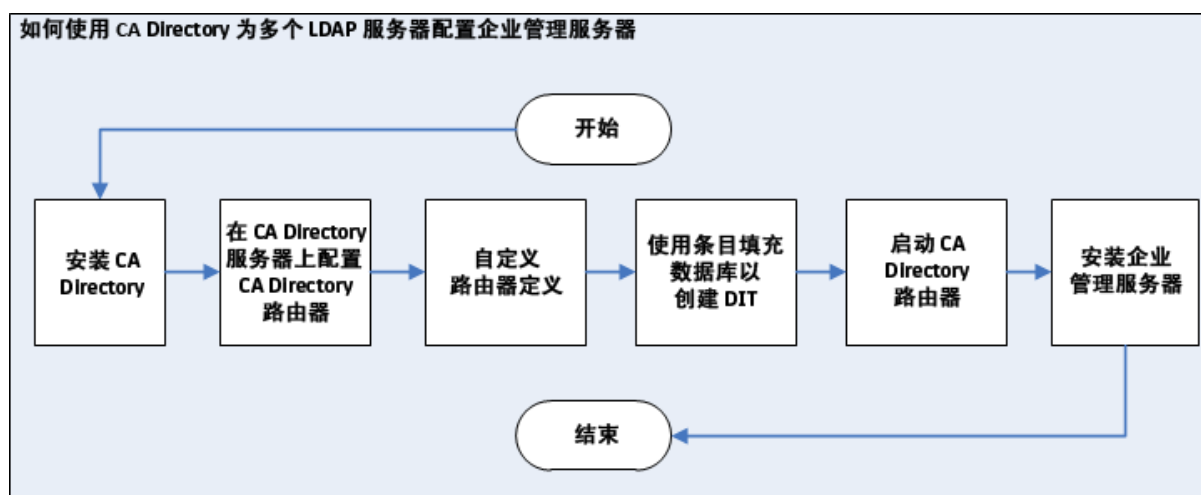 如何使用 CA Directory 为多个 LDAP 服务器配置企业管理服务器
开始
安装 CA
Directory
在 CA Directory
服务器上配置
CA Directory
路由器
自定义
路由器定义
使用条目填充
数据库以
创建 DIT
启动 CA
Directory
路由器
安装企业
管理服务器
结束